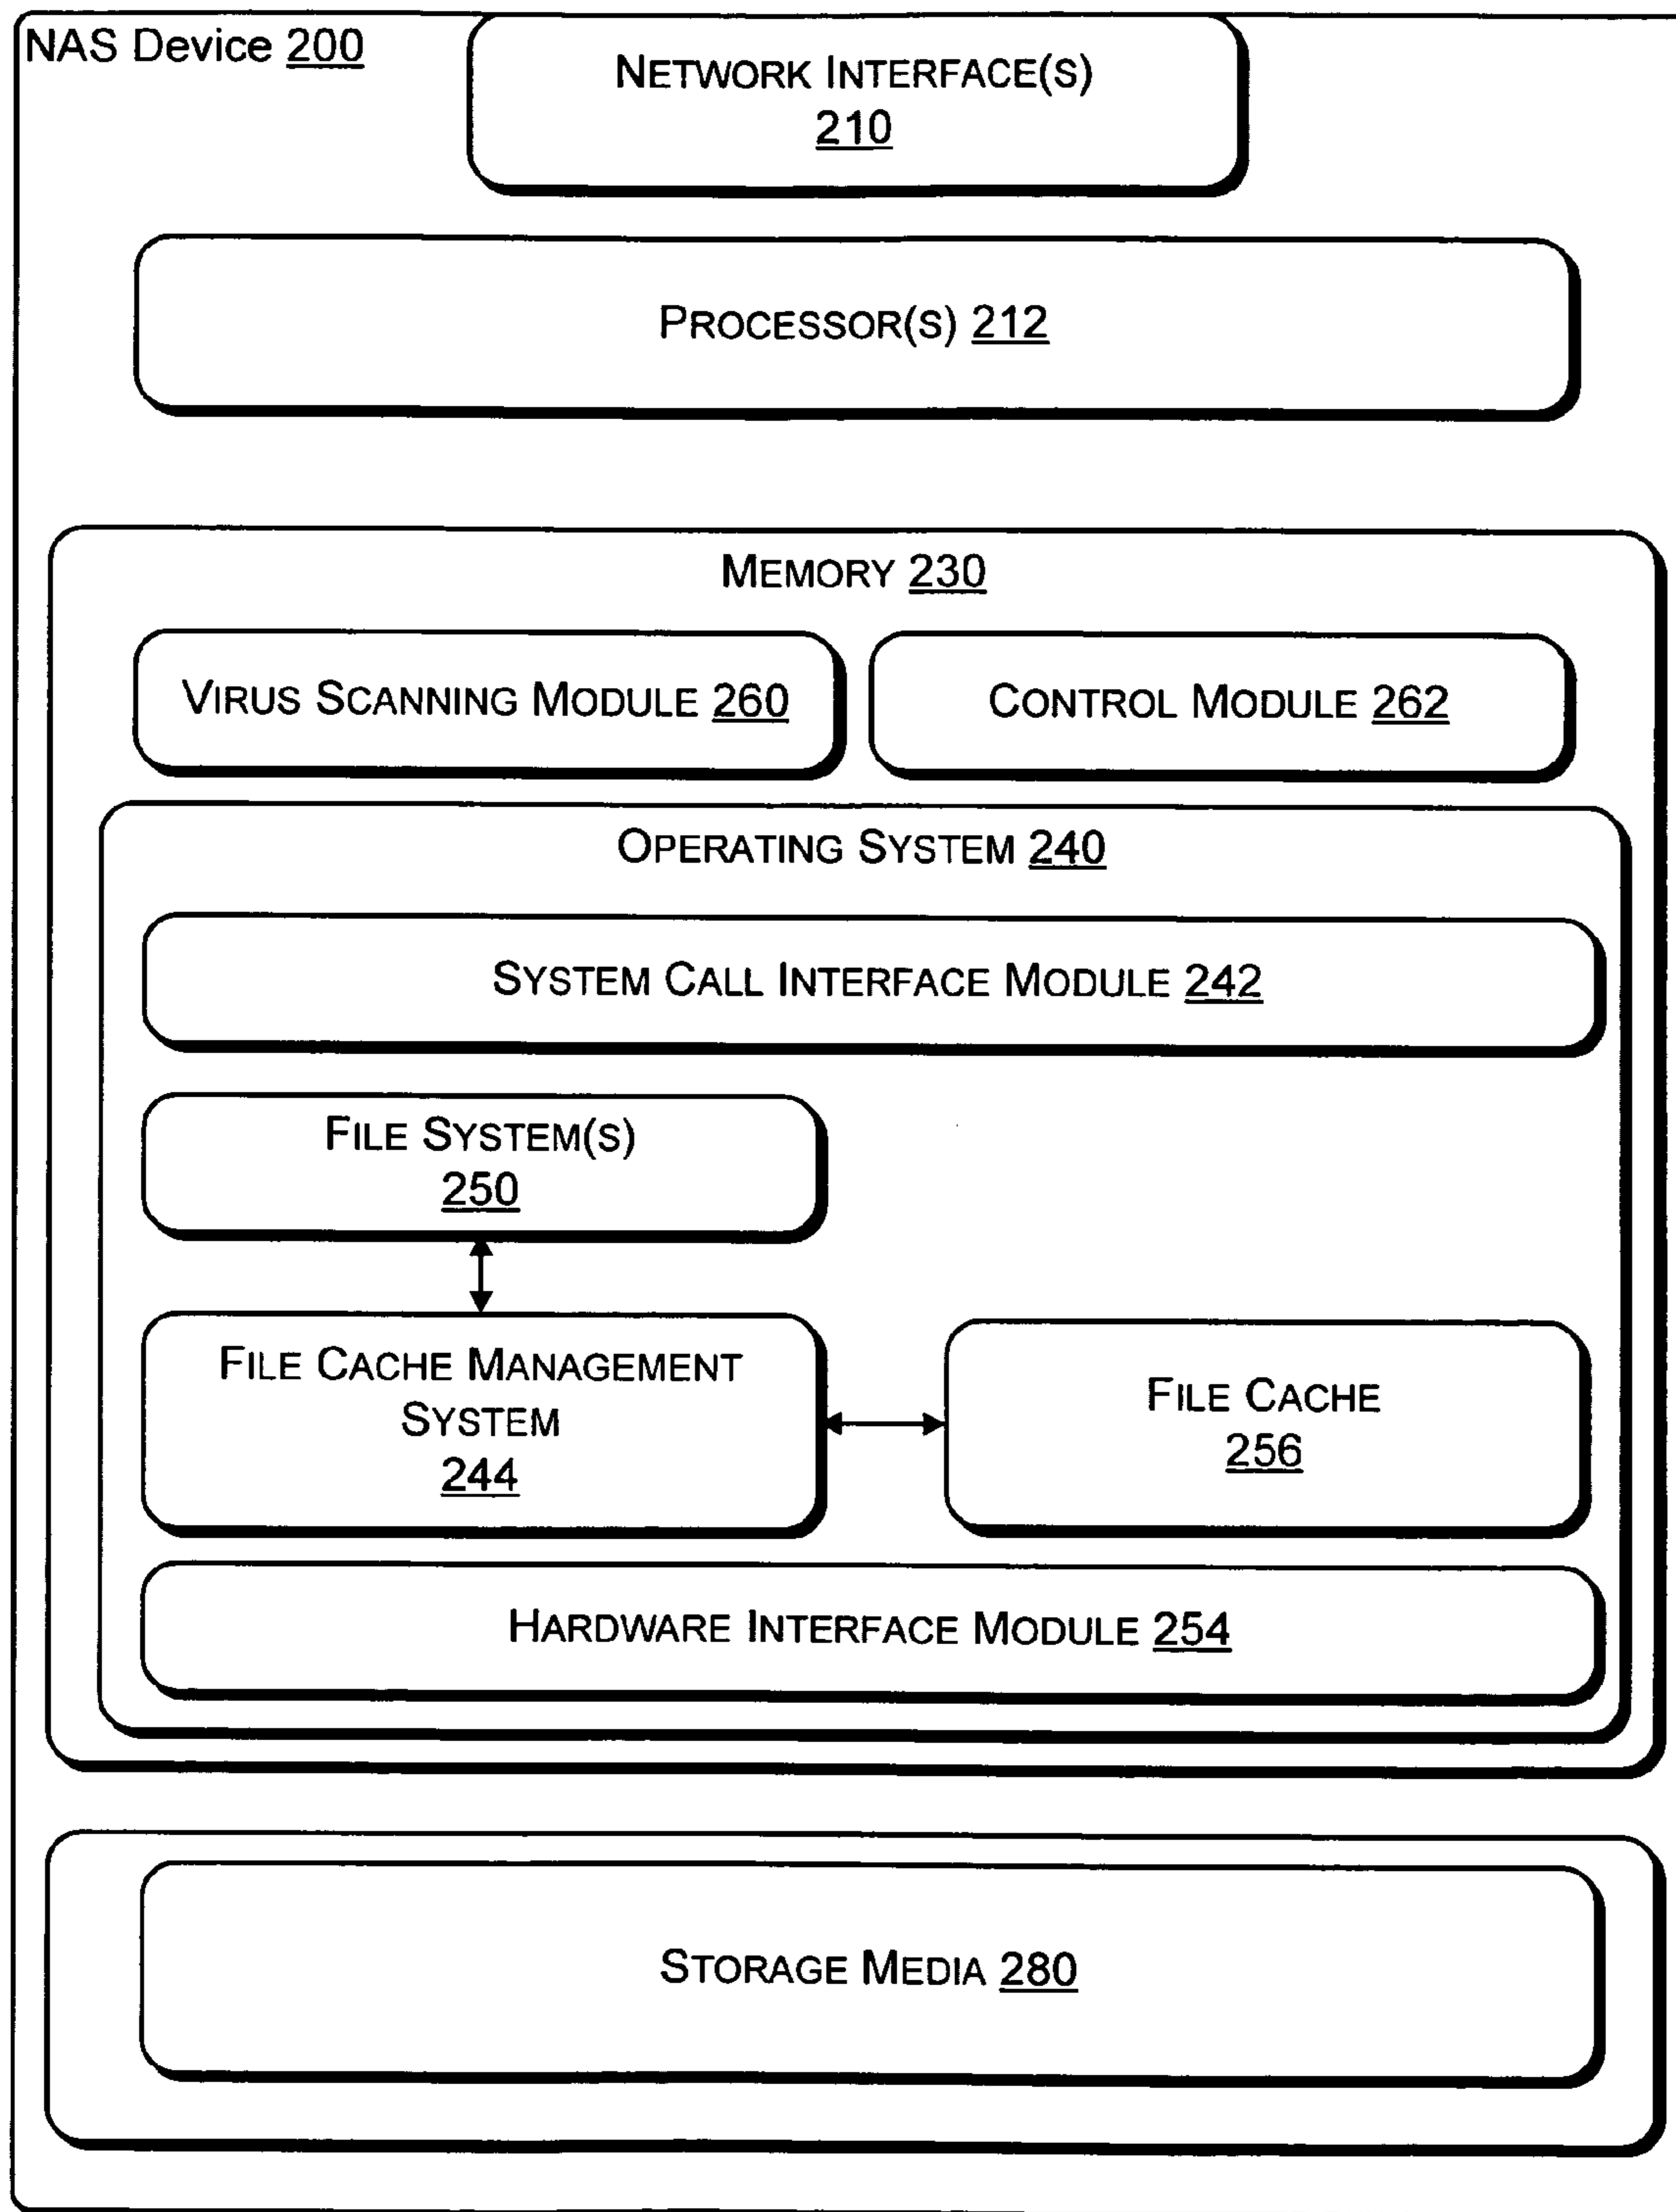 NAS Device 200
NETWORK INTERFACE(S)
210
PROCESSOR(S) 212
MEMORY 230
VIRUS SCANNING MODULE 260
CONTROL MODULE 262
OPERATING SYSTEM 240
SYSTEM CALL INTERFACE MODULE 242
FILE SYSTEM(S)
250
FILE CACHE MANAGEMENT
SYSTEM
244
FILE CACHE
256
HARDWARE INTERFACE MODULE 254
STORAGE MEDIA 280